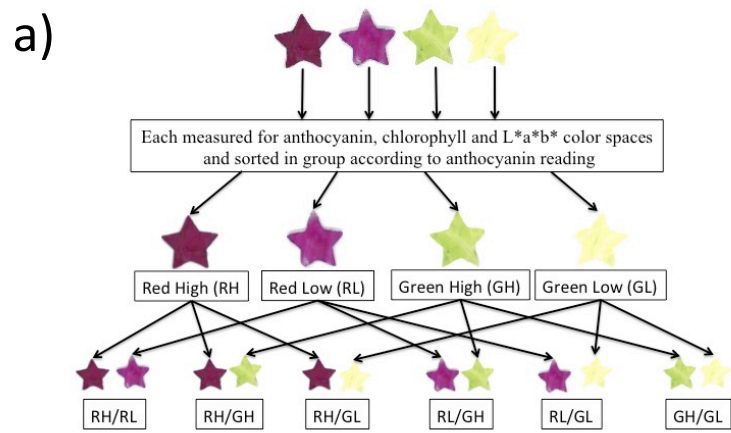 a)
Each measured for anthocyanin, chlorophyll and L*a*b* color spaces
and sorted in group according to anthocyanin reading
Red High (RH
Red Low (RL)
Green High (GH)
Green Low (GL)
RH/RL
RH/GH
RH/GL
RL/GH
RL/GL
GH/GL